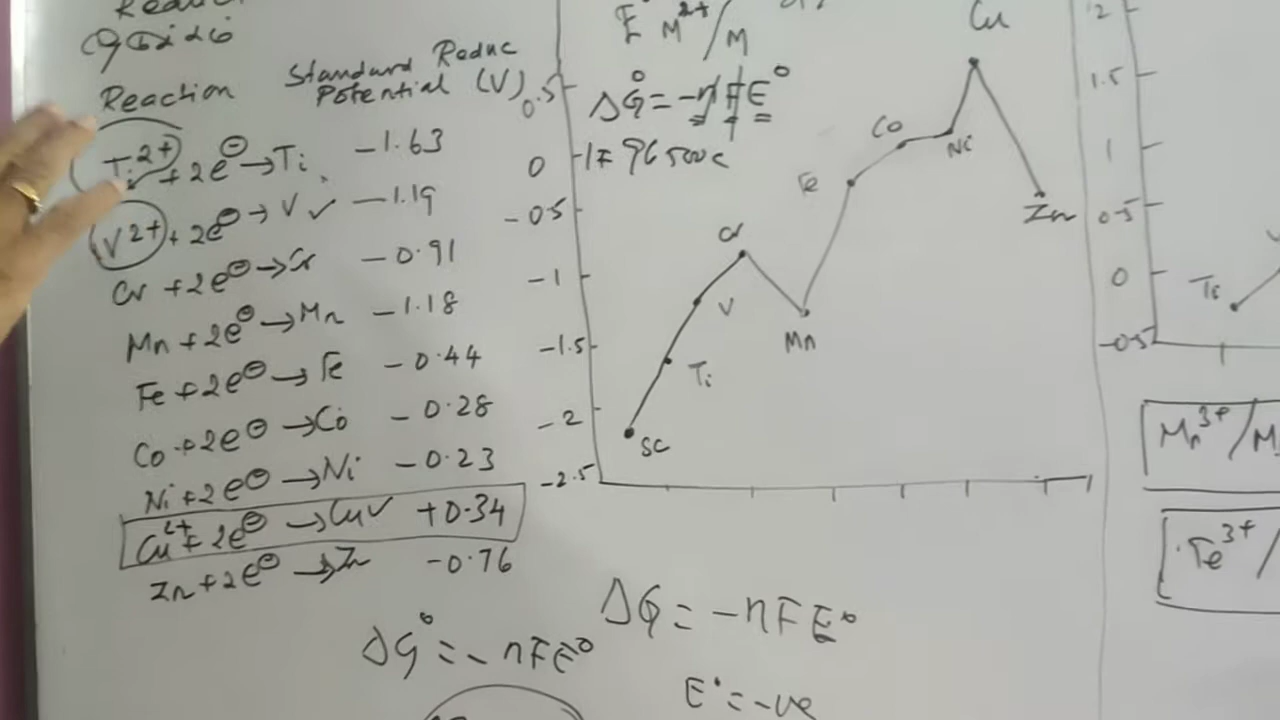 Reaction Standard Reduc
Potential (V)
Ti²⁺ + 2e⊖ → Ti -1.63
V²⁺ + 2e⊖ → V ✓ -1.19
Cr + 2e⊖ → Cr -0.91
Mn + 2e⊖ → Mn -1.18
Fe + 2e⊖ → Fe -0.44
Co + 2e⊖ → Co -0.28
Ni + 2e⊖ → Ni -0.23
Cu²⁺ + 2e⊖ → Cu ✓ +0.34
Zn + 2e⊖ → Zn -0.76
ΔG° = -nFE°
E° M²⁺/M
ΔG° = -nFE°
1F 96500c
0.5
0
-0.5
-1
-1.5
-2
-2.5
Sc
Ti
V
Cr
Mn
Fe
Co
Ni
Cu
Zn
ΔG = -nFE°
E° = -ve
2
1.5
1
0.5
0
-0.5
Ti
Mn³⁺/M
Fe³⁺/